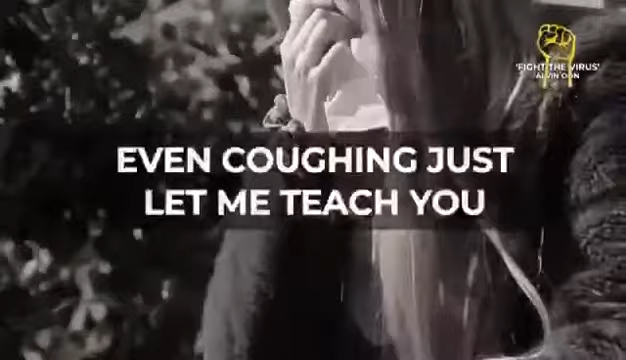 'FIGHT THE VIRUS'
ALVIN OON
EVEN COUGHING JUST
LET ME TEACH YOU